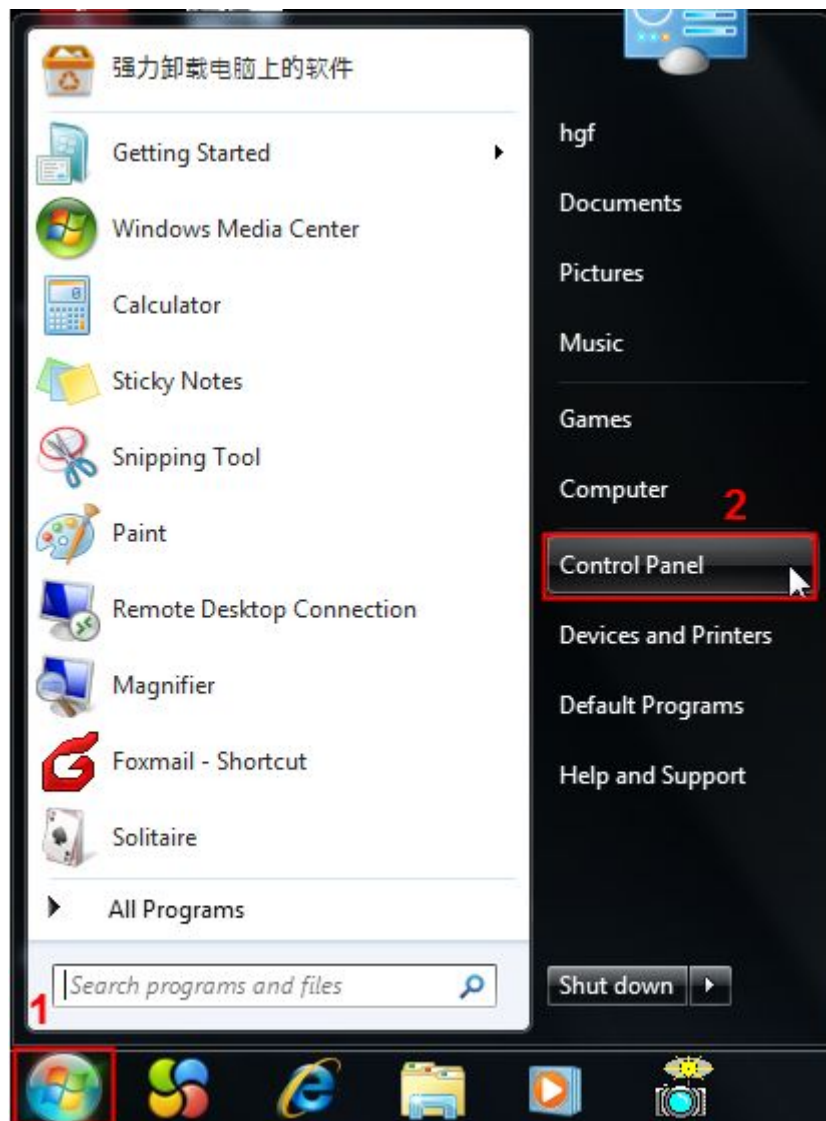 强力卸载电脑上的软件
Getting Started
Windows Media Center
Calculator
Sticky Notes
Snipping Tool
Paint
Remote Desktop Connection
Magnifier
Foxmail - Shortcut
Solitaire
All Programs
Search programs and files
1
hgf
Documents
Pictures
Music
Games
Computer
2
Control Panel
Devices and Printers
Default Programs
Help and Support
Shut down